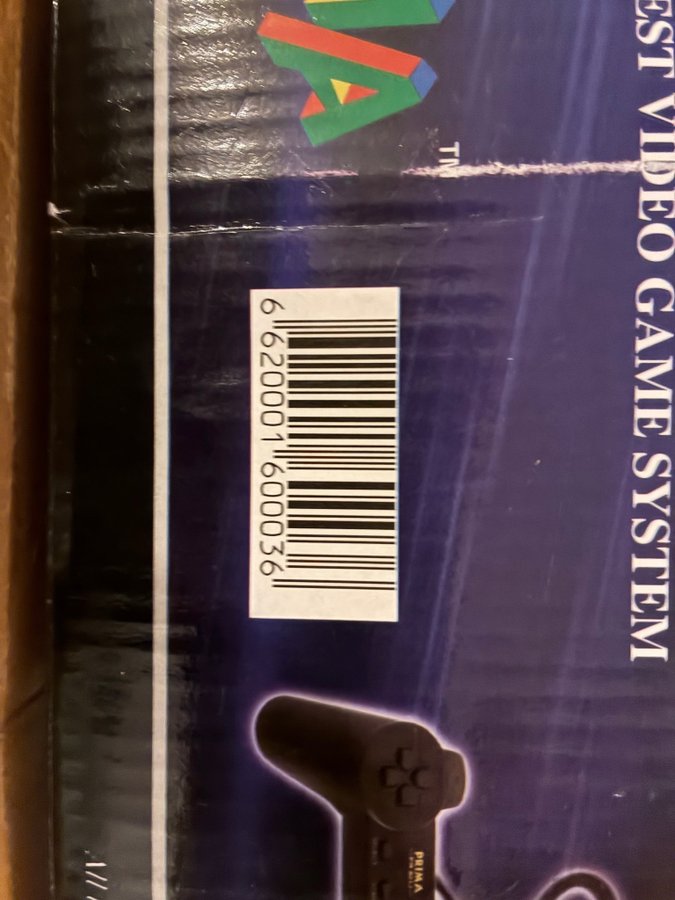 EST VIDEO GAME SYSTEM
A
TM
6 620001 600036
PRIMA